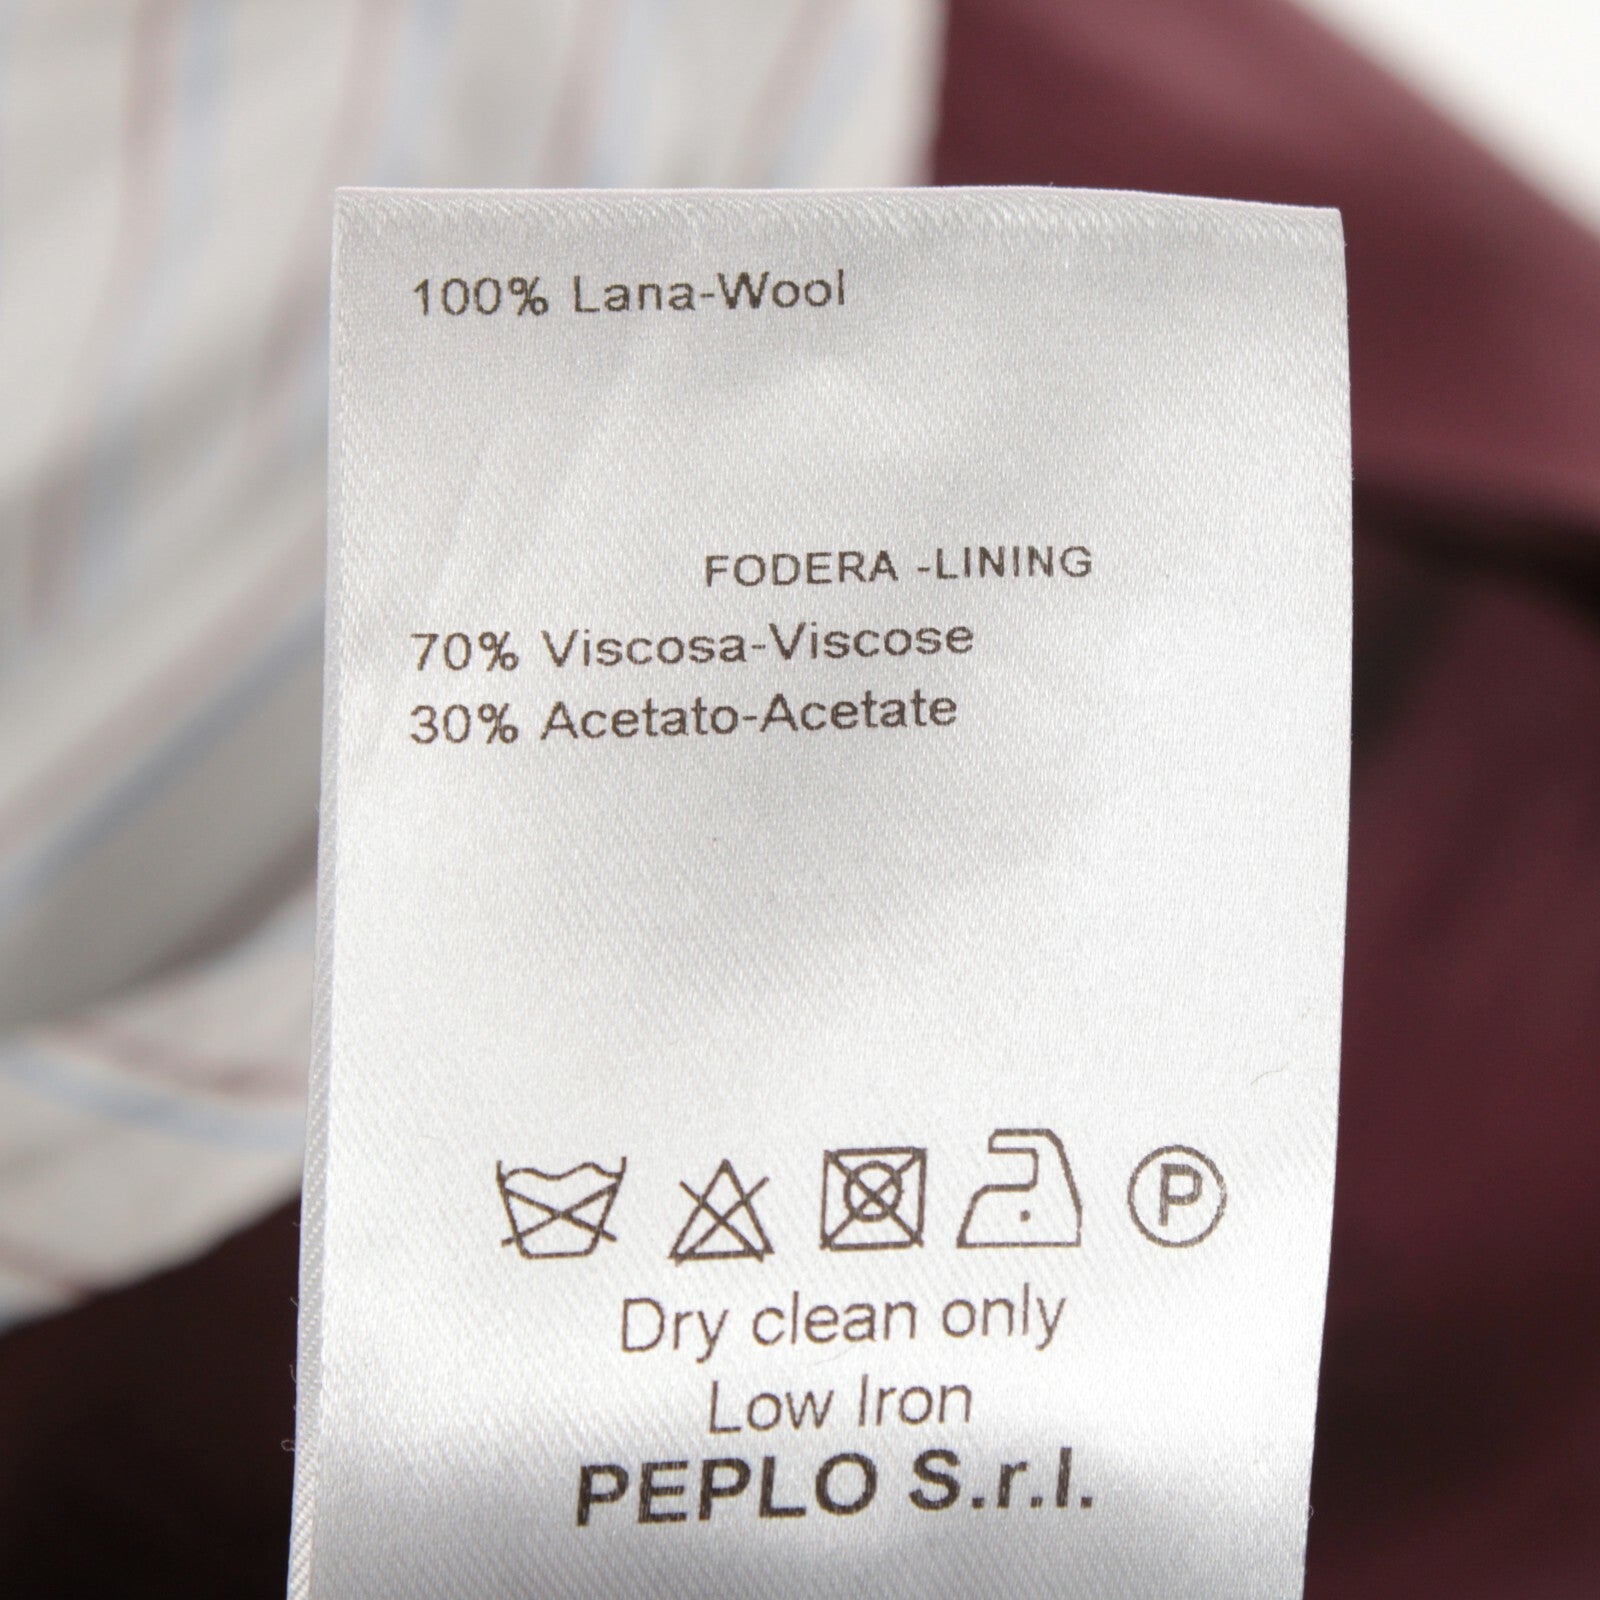 100% Lana-Wool
FODERA -LINING
70% Viscosa-Viscose
30% Acetato-Acetate
P
Dry clean only
Low Iron
PEPLO S.r.l.